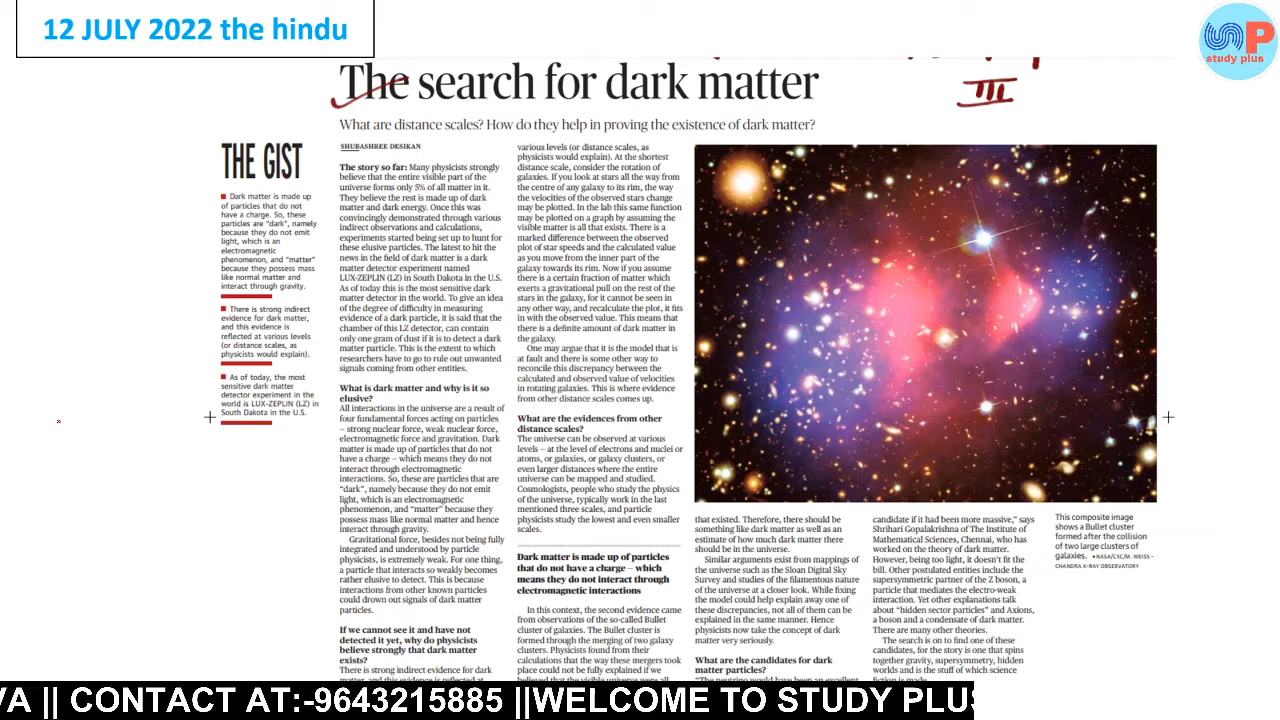 12 JULY 2022 the hindu
UP
study plus
III
The search for dark matter
What are distance scales? How do they help in proving the existence of dark matter?
THE GIST
Dark matter is made up
of particles that do not
have a charge. So, these
particles are “dark”, namely
because they do not emit
light, which is an
electromagnetic
phenomenon, and “matter”
because they possess mass
like normal matter and
interact through gravity.
There is strong indirect
evidence for dark matter,
and this evidence is
reflected at various levels
(or distance scales, as
physicists would explain).
As of today, the most
sensitive dark matter
detector experiment in the
world is LUX-ZEPLIN (LZ) in
South Dakota in the U.S.
SHUBASHREE DESIKAN
The story so far: Many physicists strongly
believe that the entire visible part of the
universe forms only 5% of all matter in it.
They believe the rest is made up of dark
matter and dark energy. Once this was
convincingly demonstrated through various
indirect observations and calculations,
experiments started being set up to hunt for
these elusive particles. The latest to hit the
news in the field of dark matter is a dark
matter detector experiment named
LUX-ZEPLIN (LZ) in South Dakota in the U.S.
As of today this is the most sensitive dark
matter detector in the world. To give an idea
of the degree of difficulty in measuring
evidence of a dark particle, it is said that the
chamber of this LZ detector, can contain
only one gram of dust if it is to detect a dark
matter particle. This is the extent to which
researchers have to go to rule out unwanted
signals coming from other entities.
What is dark matter and why is it so
elusive?
All interactions in the universe are a result of
four fundamental forces acting on particles
– strong nuclear force, weak nuclear force,
electromagnetic force and gravitation. Dark
matter is made up of particles that do not
have a charge – which means they do not
interact through electromagnetic
interactions. So, these are particles that are
“dark”, namely because they do not emit
light, which is an electromagnetic
phenomenon, and “matter” because they
possess mass like normal matter and hence
interact through gravity.
Gravitational force, besides not being fully
integrated and understood by particle
physicists, is extremely weak. For one thing,
a particle that interacts so weakly becomes
rather elusive to detect. This is because
interactions from other known particles
could drown out signals of dark matter
particles.
If we cannot see it and have not
detected it yet, why do physicists
believe strongly that dark matter
exists?
There is strong indirect evidence for dark
matter, and this evidence is reflected at
various levels (or distance scales, as
physicists would explain). At the shortest
distance scale, consider the rotation of
galaxies. If you look at stars all the way from
the centre of any galaxy to its rim, the way
the velocities of the observed stars change
may be plotted. In the lab this same function
may be plotted on a graph by assuming the
visible matter is all that exists. There is a
marked difference between the observed
plot of star speeds and the calculated value
as you move from the inner part of the
galaxy towards its rim. Now if you assume
there is a certain fraction of matter which
exerts a gravitational pull on the rest of the
stars in the galaxy, for it cannot be seen in
any other way, and recalculate the plot, it fits
in with the observed value. This means that
there is a definite amount of dark matter in
the galaxy.
One may argue that it is the model that is
at fault and there is some other way to
reconcile this discrepancy between the
calculated and observed value of velocities
in rotating galaxies. This is where evidence
from other distance scales comes up.
What are the evidences from other
distance scales?
The universe can be observed at various
levels – at the level of electrons and nuclei or
atoms, or galaxies, or galaxy clusters, or
even larger distances where the entire
universe can be mapped and studied.
Cosmologists, people who study the physics
of the universe, typically work in the last
mentioned three scales, and particle
physicists study the lowest and even smaller
scales.
Dark matter is made up of particles
that do not have a charge – which
means they do not interact through
electromagnetic interactions
In this context, the second evidence came
from observations of the so-called Bullet
cluster of galaxies. The Bullet cluster is
formed through the merging of two galaxy
clusters. Physicists found from their
calculations that the way these mergers took
place could not be fully explained if we
believed that the visible universe were all
that existed. Therefore, there should be
something like dark matter as well as an
estimate of how much dark matter there
should be in the universe.
Similar arguments exist from mappings of
the universe such as the Sloan Digital Sky
Survey and studies of the filamentous nature
of the universe at a closer look. While fixing
the model could help explain away one of
these discrepancies, not all of them can be
explained in the same manner. Hence
physicists now take the concept of dark
matter very seriously.
What are the candidates for dark
matter particles?
“The neutrino would have been an excellent
candidate if it had been more massive,” says
Shrihari Gopalakrishna of The Institute of
Mathematical Sciences, Chennai, who has
worked on the theory of dark matter.
However, being too light, it doesn’t fit the
bill. Other postulated entities include the
supersymmetric partner of the Z boson, a
particle that mediates the electro-weak
interaction. Yet other explanations talk
about “hidden sector particles” and Axions,
a boson and a condensate of dark matter.
There are many other theories.
The search is on to find one of these
candidates, for the story is one that spins
together gravity, supersymmetry, hidden
worlds and is the stuff of which science
fiction is made.
This composite image
shows a Bullet cluster
formed after the collision
of two large clusters of
galaxies. • NASA/CXC/M. WEISS -
CHANDRA X-RAY OBSERVATORY
VA || CONTACT AT:-9643215885 ||WELCOME TO STUDY PLUS